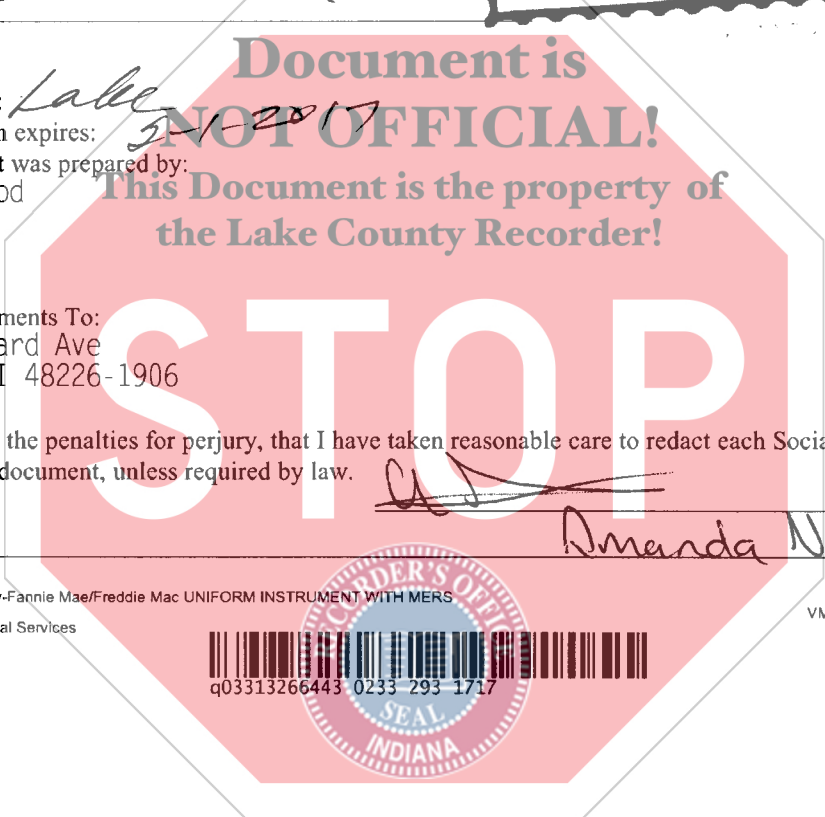 Document is
: Lake
NOT OFFICIAL!
n expires: 3-1-2017
t was prepared by:
od
This Document is the property of
the Lake County Recorder!
ments To:
ard Ave
I 48226-1906
STOP
the penalties for perjury, that I have taken reasonable care to redact each Socia
document, unless required by law.
Amanda N
y-Fannie Mae/Freddie Mac UNIFORM INSTRUMENT WITH MERS
VM
al Services
RECORDER'S OFFICE
q03313266443 0233 293 1717
SEAL
INDIANA